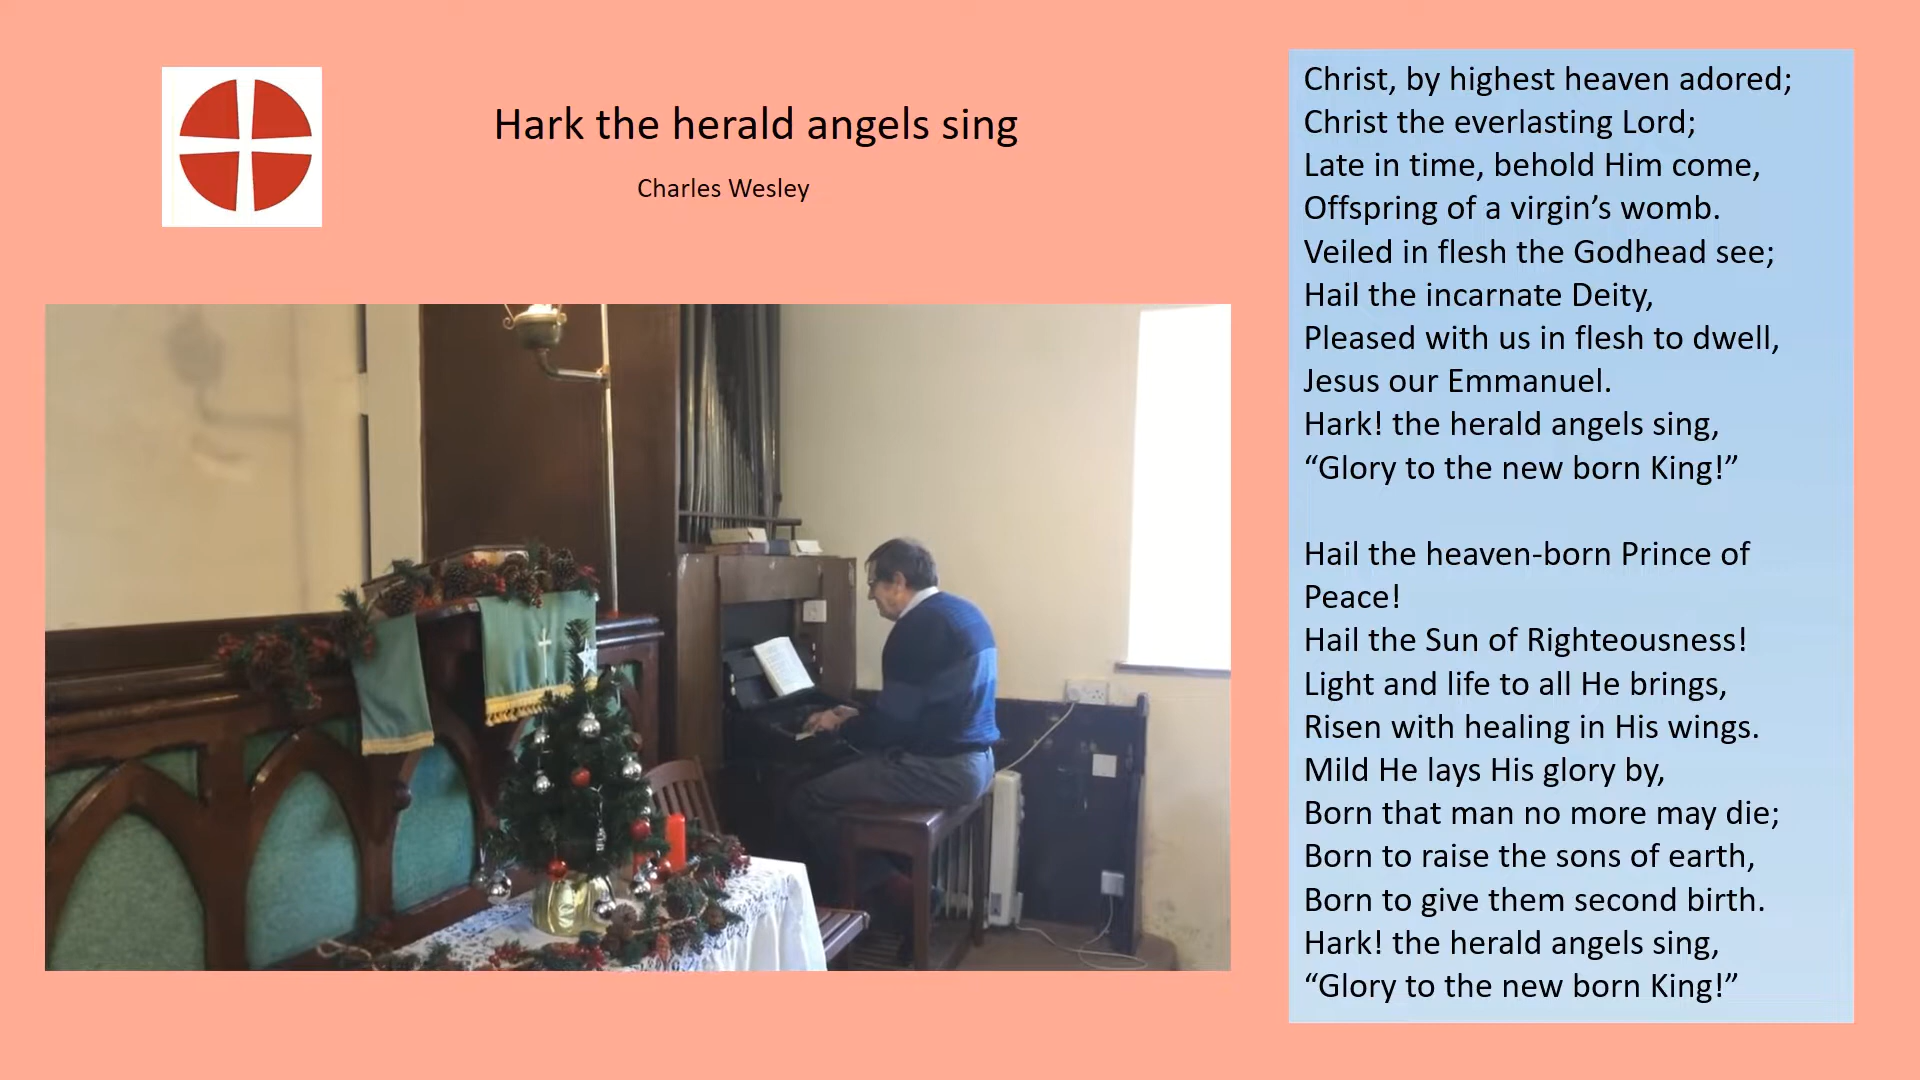 Hark the herald angels sing
Charles Wesley
Christ, by highest heaven adored;
Christ the everlasting Lord;
Late in time, behold Him come,
Offspring of a virgin’s womb.
Veiled in flesh the Godhead see;
Hail the incarnate Deity,
Pleased with us in flesh to dwell,
Jesus our Emmanuel.
Hark! the herald angels sing,
“Glory to the new born King!”
Hail the heaven-born Prince of
Peace!
Hail the Sun of Righteousness!
Light and life to all He brings,
Risen with healing in His wings.
Mild He lays His glory by,
Born that man no more may die;
Born to raise the sons of earth,
Born to give them second birth.
Hark! the herald angels sing,
“Glory to the new born King!”